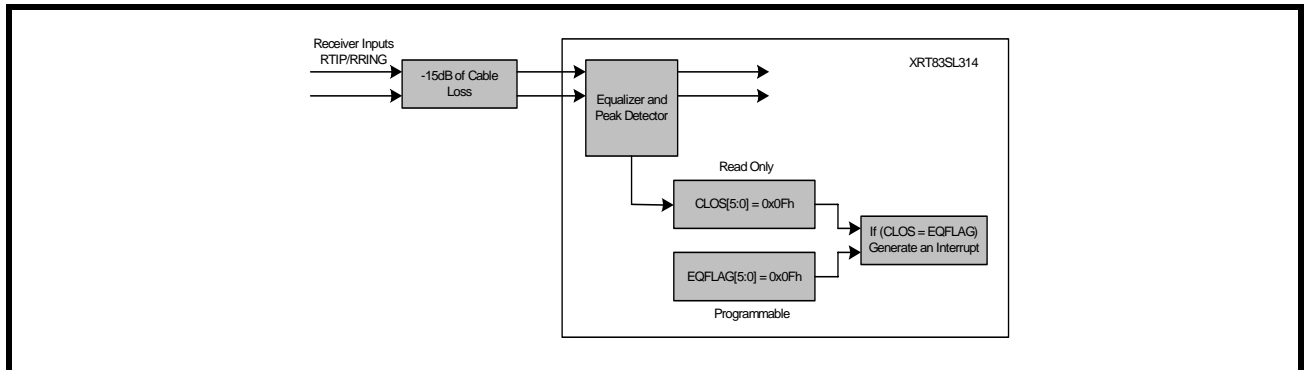 Receiver Inputs
RTIP/RRING
-15dB of Cable
Loss
XRT83SL314
Equalizer and
Peak Detector
Read Only
CLOS[5:0] = 0x0Fh
If (CLOS = EQFLAG)
Generate an Interrupt
EQFLAG[5:0] = 0x0Fh
Programmable